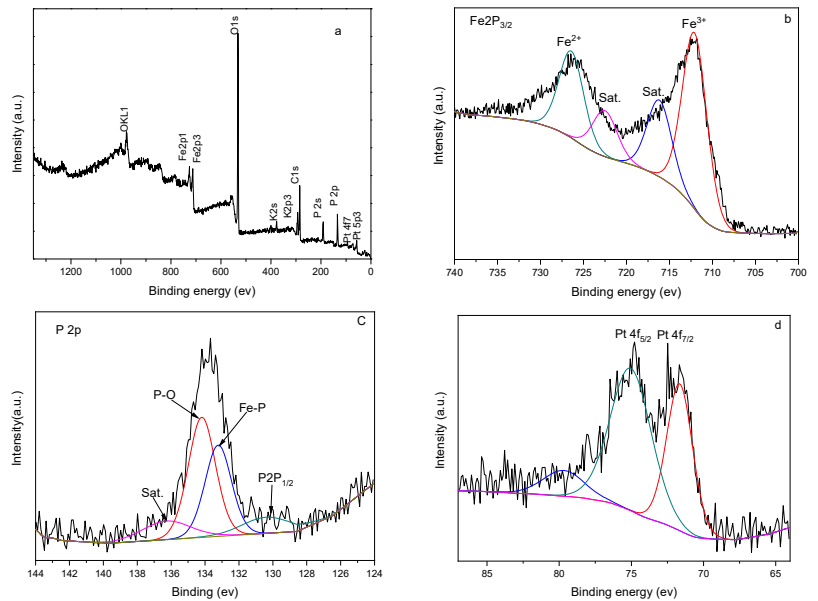 a
O1s
OKL1
Fe2p1
Fe2p3
K2s
K2p3
C1s
P 2s
P 2p
Pt 4f7
Pt 5p3
Intensity (a.u.)
1200 1000 800 600 400 200 0
Binding energy (ev)
Fe2P3/2
b
Fe2+
Sat.
Sat.
Fe3+
Intensity (a.u.)
740 735 730 725 720 715 710 705 700
Binding energy (ev)
P 2p
C
P-O
Fe-P
Sat.
P2P1/2
Intensity(a.u.)
144 142 140 138 136 134 132 130 128 126 124
Binding (ev)
d
Pt 4f5/2 Pt 4f7/2
Intensity(a.u.)
85 80 75 70 65
Binding energy (ev)